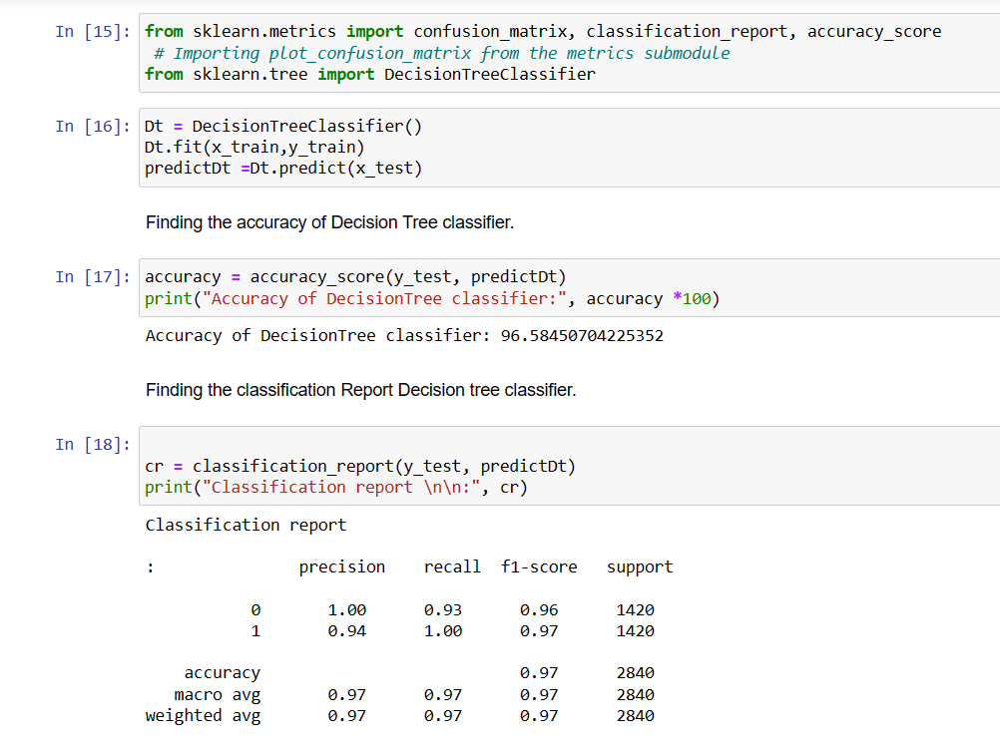 In [15]: from sklearn.metrics import confusion_matrix, classification_report, accuracy_score
# Importing plot_confusion_matrix from the metrics submodule
from sklearn.tree import DecisionTreeClassifier
In [16]: Dt = DecisionTreeClassifier()
Dt.fit(x_train,y_train)
predictDt =Dt.predict(x_test)
Finding the accuracy of Decision Tree classifier.
In [17]: accuracy = accuracy_score(y_test, predictDt)
print("Accuracy of DecisionTree classifier:", accuracy *100)
Accuracy of DecisionTree classifier: 96.58450704225352
Finding the classification Report Decision tree classifier.
In [18]:
cr = classification_report(y_test, predictDt)
print("Classification report \n\n:", cr)
Classification report
: precision recall f1-score support
0 1.00 0.93 0.96 1420
1 0.94 1.00 0.97 1420
accuracy 0.97 2840
macro avg 0.97 0.97 0.97 2840
weighted avg 0.97 0.97 0.97 2840